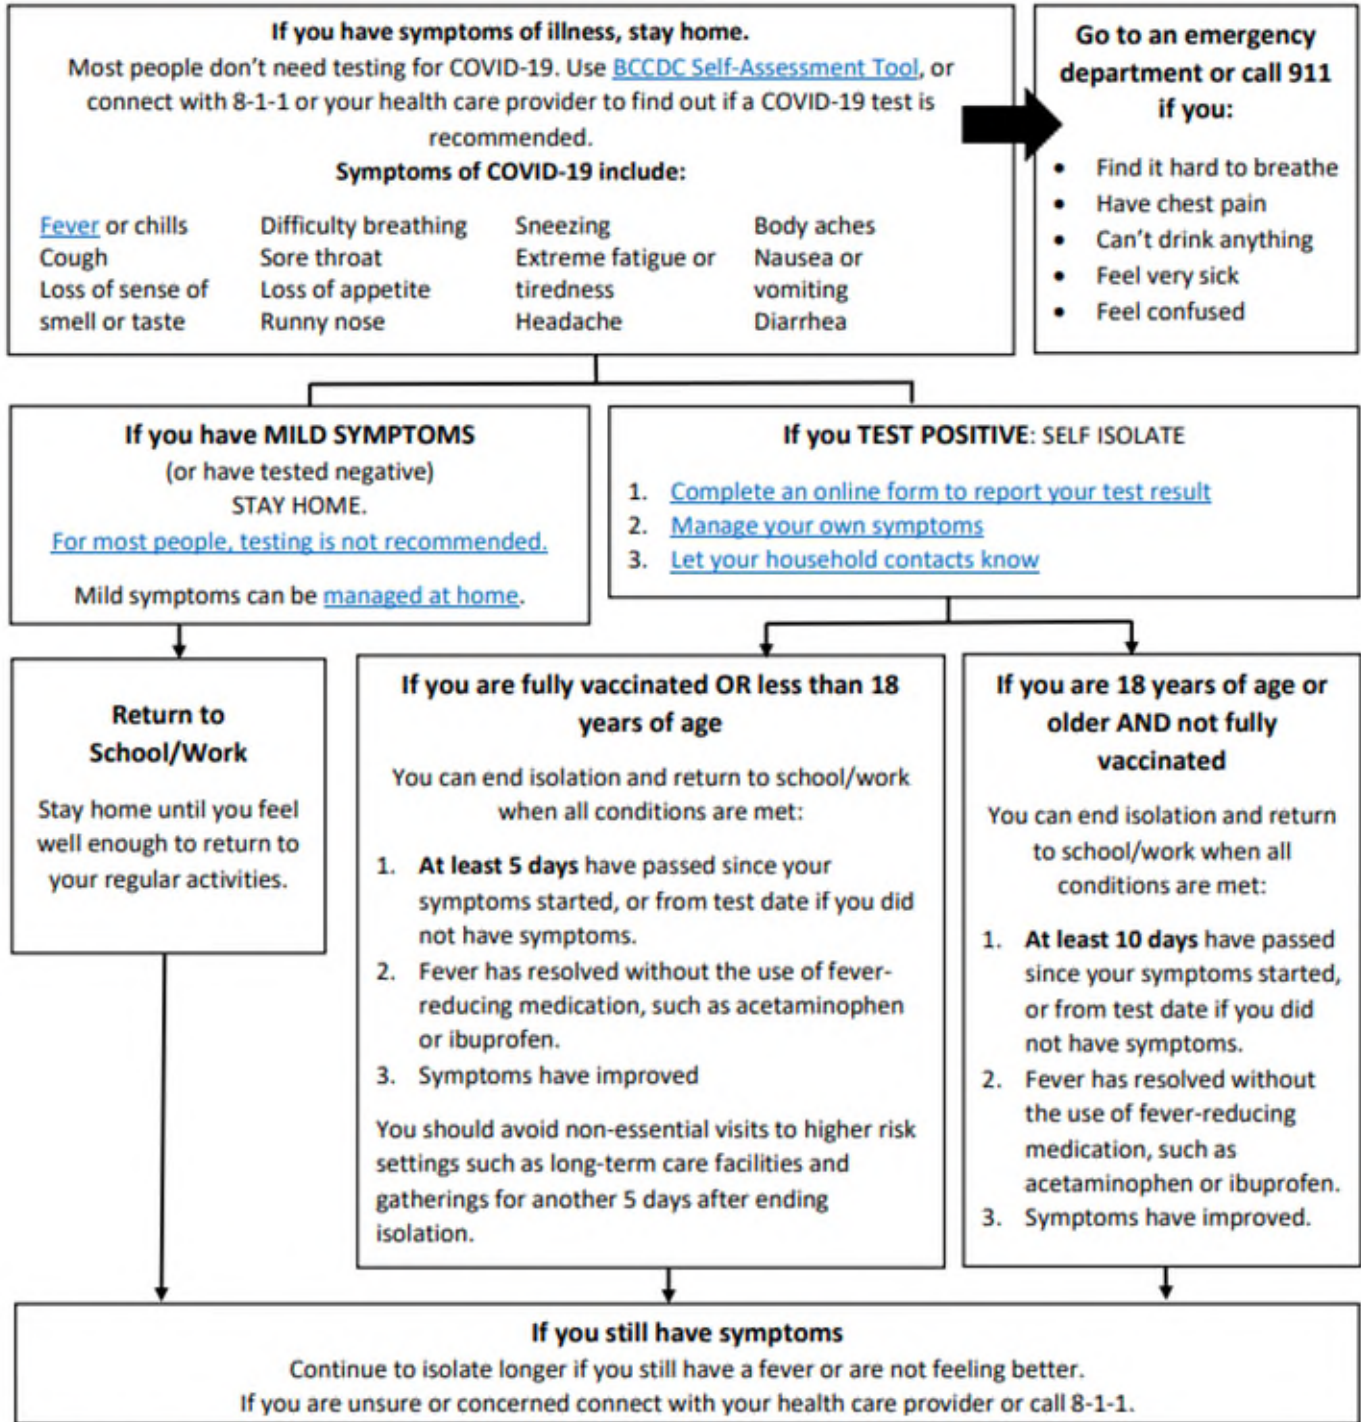 If you have symptoms of illness, stay home.
Most people don't need testing for COVID-19. Use BCCDC Self-Assessment Tool, or
connect with 8-1-1 or your health care provider to find out if a COVID-19 test is
recommended.
Symptoms of COVID-19 include:
Fever or chills
Cough
Loss of sense of
smell or taste
Difficulty breathing
Sore throat
Loss of appetite
Runny nose
Sneezing
Extreme fatigue or
tiredness
Headache
Body aches
Nausea or
vomiting
Diarrhea
Go to an emergency
department or call 911
if you:
• Find it hard to breathe
• Have chest pain
• Can't drink anything
• Feel very sick
• Feel confused
If you have MILD SYMPTOMS
(or have tested negative)
STAY HOME.
For most people, testing is not recommended.
Mild symptoms can be managed at home.
If you TEST POSITIVE: SELF ISOLATE
1. Complete an online form to report your test result
2. Manage your own symptoms
3. Let your household contacts know
Return to
School/Work
Stay home until you feel
well enough to return to
your regular activities.
If you are fully vaccinated OR less than 18
years of age
You can end isolation and return to school/work
when all conditions are met:
1. At least 5 days have passed since your
symptoms started, or from test date if you did
not have symptoms.
2. Fever has resolved without the use of fever-
reducing medication, such as acetaminophen
or ibuprofen.
3. Symptoms have improved
You should avoid non-essential visits to higher risk
settings such as long-term care facilities and
gatherings for another 5 days after ending
isolation.
If you are 18 years of age or
older AND not fully
vaccinated
You can end isolation and return
to school/work when all
conditions are met:
1. At least 10 days have passed
since your symptoms started,
or from test date if you did
not have symptoms.
2. Fever has resolved without
the use of fever-reducing
medication, such as
acetaminophen or ibuprofen.
3. Symptoms have improved.
If you still have symptoms
Continue to isolate longer if you still have a fever or are not feeling better.
If you are unsure or concerned connect with your health care provider or call 8-1-1.